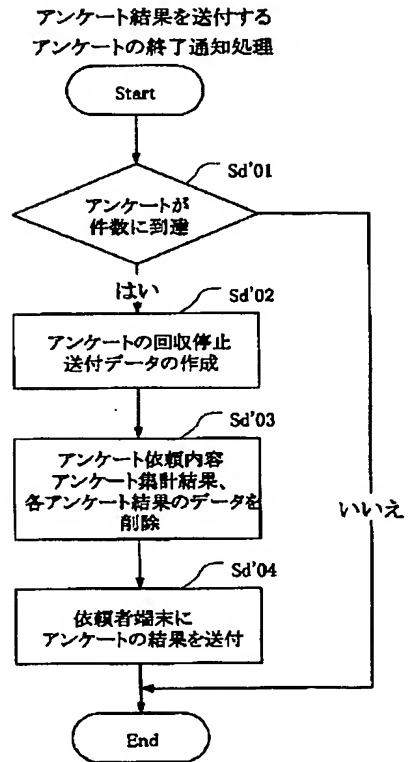 アンケート結果を送付する
アンケートの終了通知処理
Start
Sd'01
アンケートが
件数に到達
はい
Sd'02
アンケートの回収停止
送付データの作成
Sd'03
アンケート依頼内容
アンケート集計結果、
各アンケート結果のデータを
削除
いいえ
Sd'04
依頼者端末に
アンケートの結果を送付
End